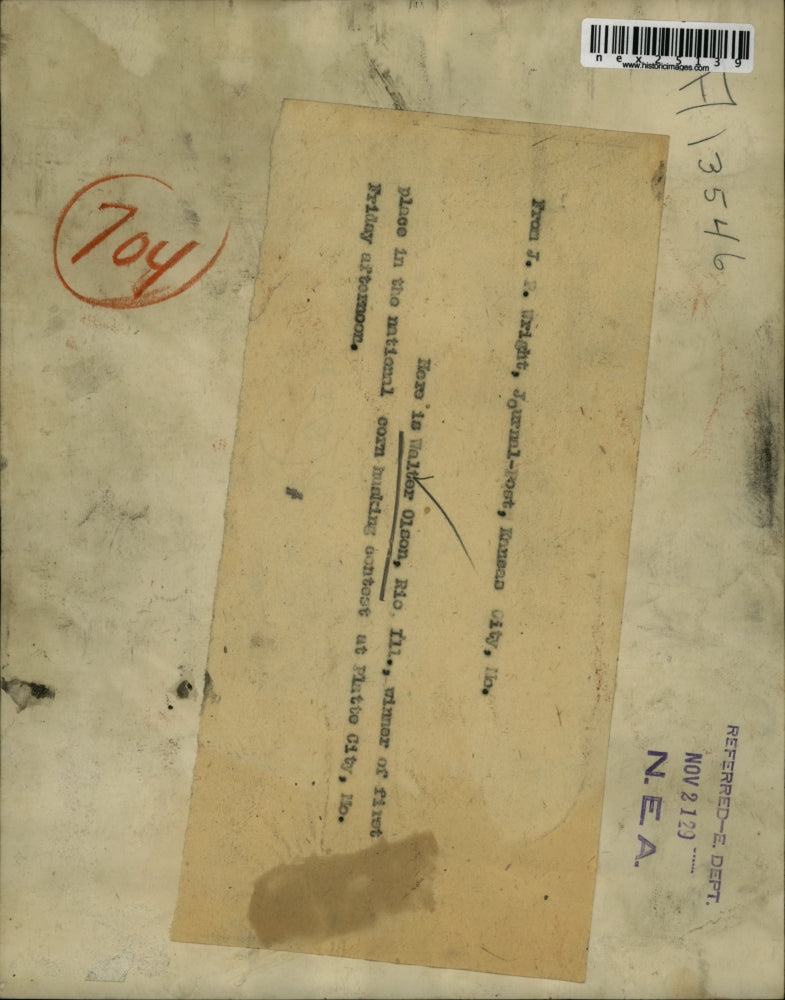 nex25139
www.historicimages.com
A 13546
704
From J. P. Wright, Journal-Post, Kansas City, Mo.
Here is Walter Olson, Rio, Ill., winner of first
place in the national corn husking contest at Platte City, Mo.
Friday afternoon.
#
REFERRED-E. DEPT.
NOV 21 29
N.E.A.